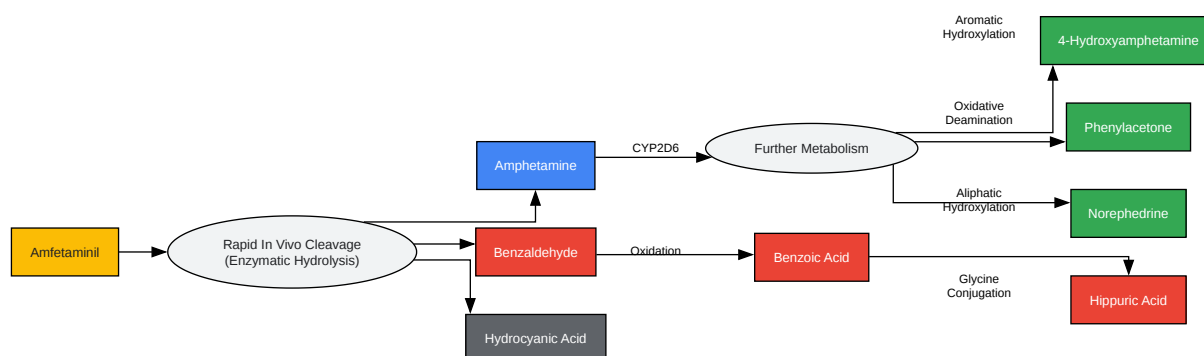 Aromatic
Hydroxylation
4-Hydroxyamphetamine
Oxidative
Deamination
Phenylacetone
Amphetamine
CYP2D6
Further Metabolism
Aliphatic
Hydroxylation
Norephedrine
Amfetaminil
Rapid In Vivo Cleavage
(Enzymatic Hydrolysis)
Benzaldehyde
Oxidation
Benzoic Acid
Glycine
Conjugation
Hippuric Acid
Hydrocyanic Acid